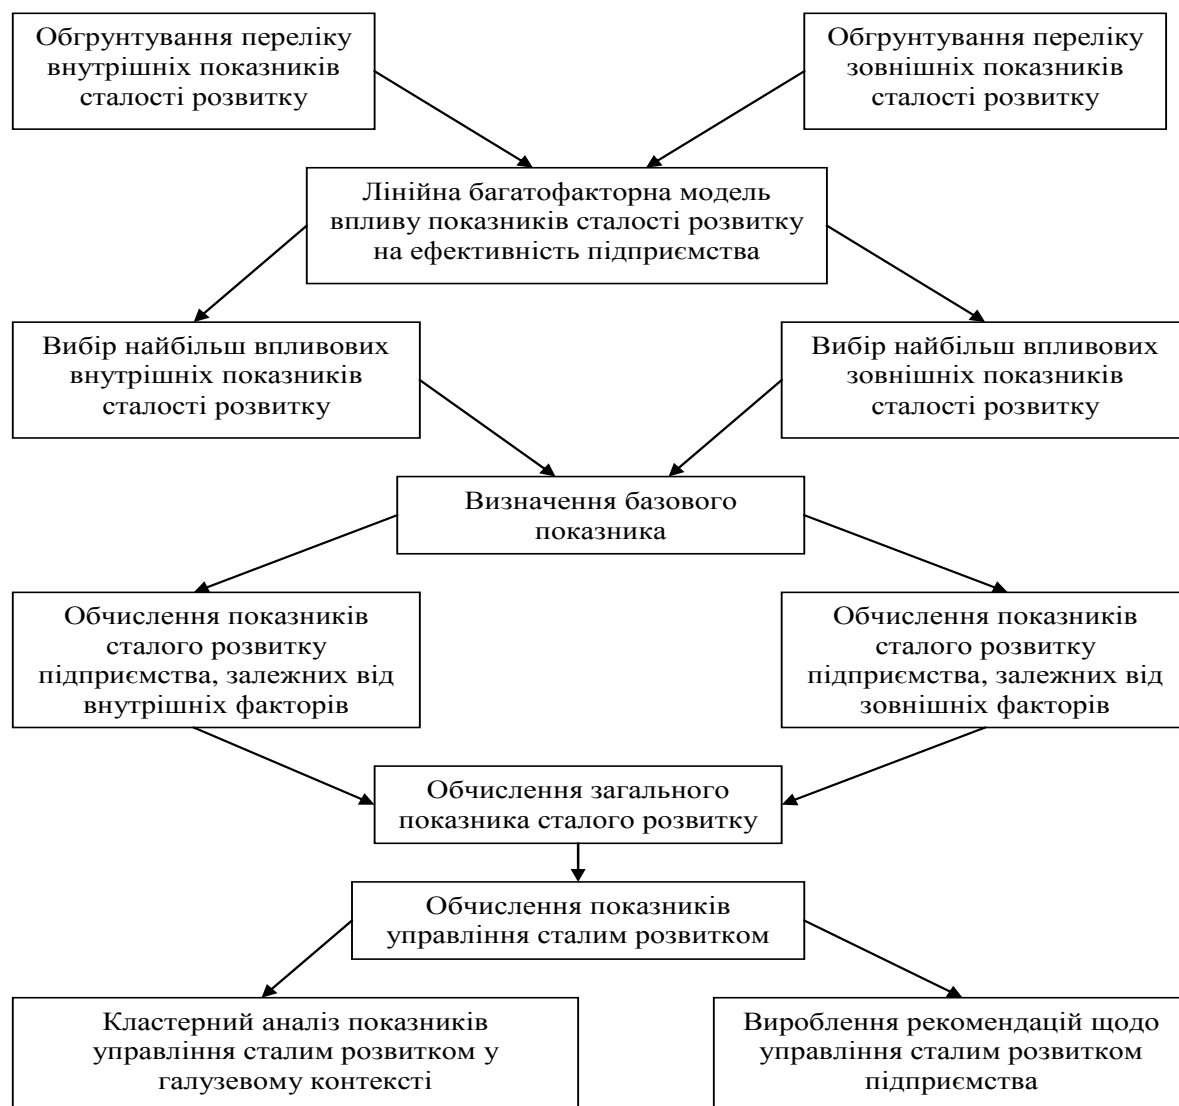 Обгрунтування переліку
внутрішніх показників
сталості розвитку
Обгрунтування переліку
зовнішніх показників
сталості розвитку
Лінійна багатофакторна модель
впливу показників сталості розвитку
на ефективність підприємства
Вибір найбільш впливових
внутрішніх показників
сталості розвитку
Вибір найбільш впливових
зовнішніх показників
сталості розвитку
Визначення базового
показника
Обчислення показників
сталого розвитку
підприємства, залежних від
внутрішніх факторів
Обчислення показників
сталого розвитку
підприємства, залежних від
зовнішніх факторів
Обчислення загального
показника сталого розвитку
Обчислення показників
управління сталим розвитком
Кластерний аналіз показників
управління сталим розвитком у
галузевому контексті
Вироблення рекомендацій щодо
управління сталим розвитком
підприємства